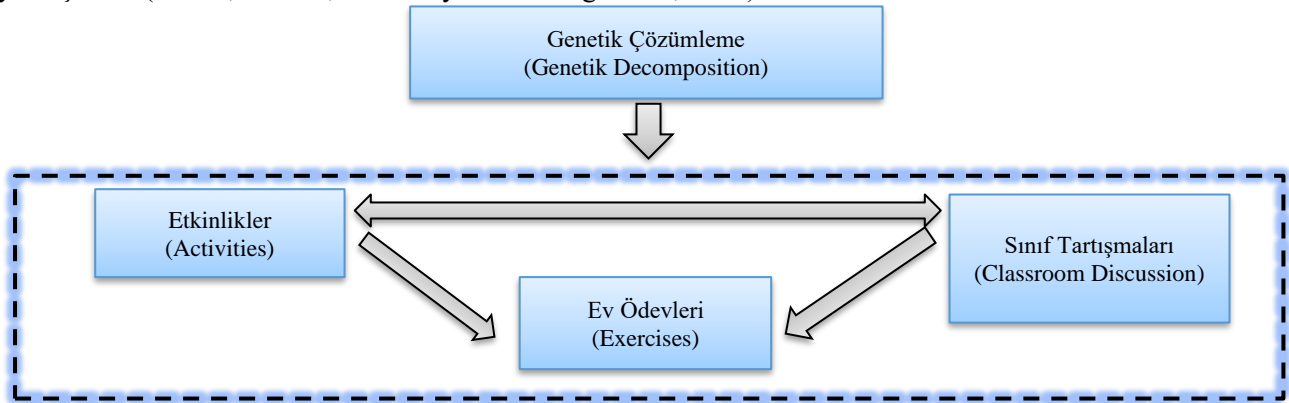 Genetik Çözümleme
(Genetik Decomposition)
Etkinlikler
(Activities)
Sınıf Tartışmaları
(Classroom Discussion)
Ev Ödevleri
(Exercises)